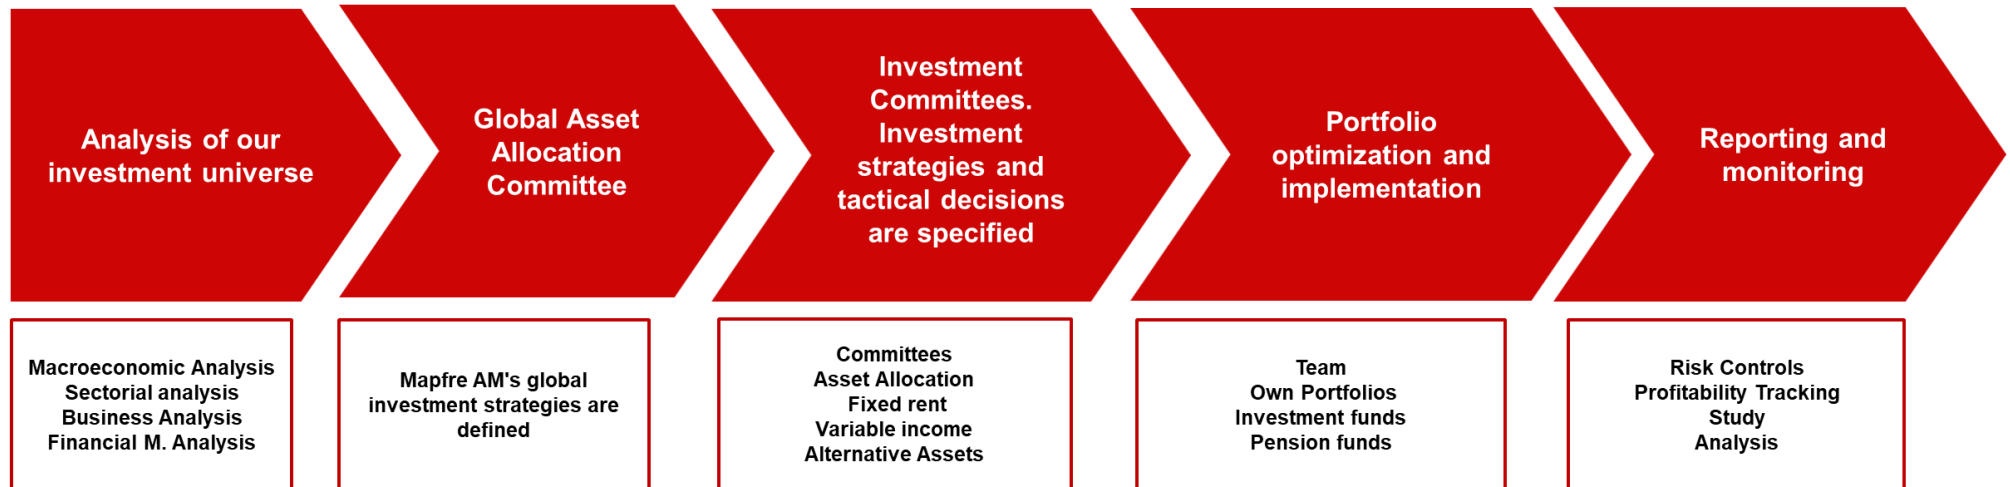 Analysis of our
investment universe
Global Asset
Allocation
Committee
Investment
Committees.
Investment
strategies and
tactical decisions
are specified
Portfolio
optimization and
implementation
Reporting and
monitoring
Macroeconomic Analysis
Sectorial analysis
Business Analysis
Financial M. Analysis
Mapfre AM's global
investment strategies are
defined
Committees
Asset Allocation
Fixed rent
Variable income
Alternative Assets
Team
Own Portfolios
Investment funds
Pension funds
Risk Controls
Profitability Tracking
Study
Analysis